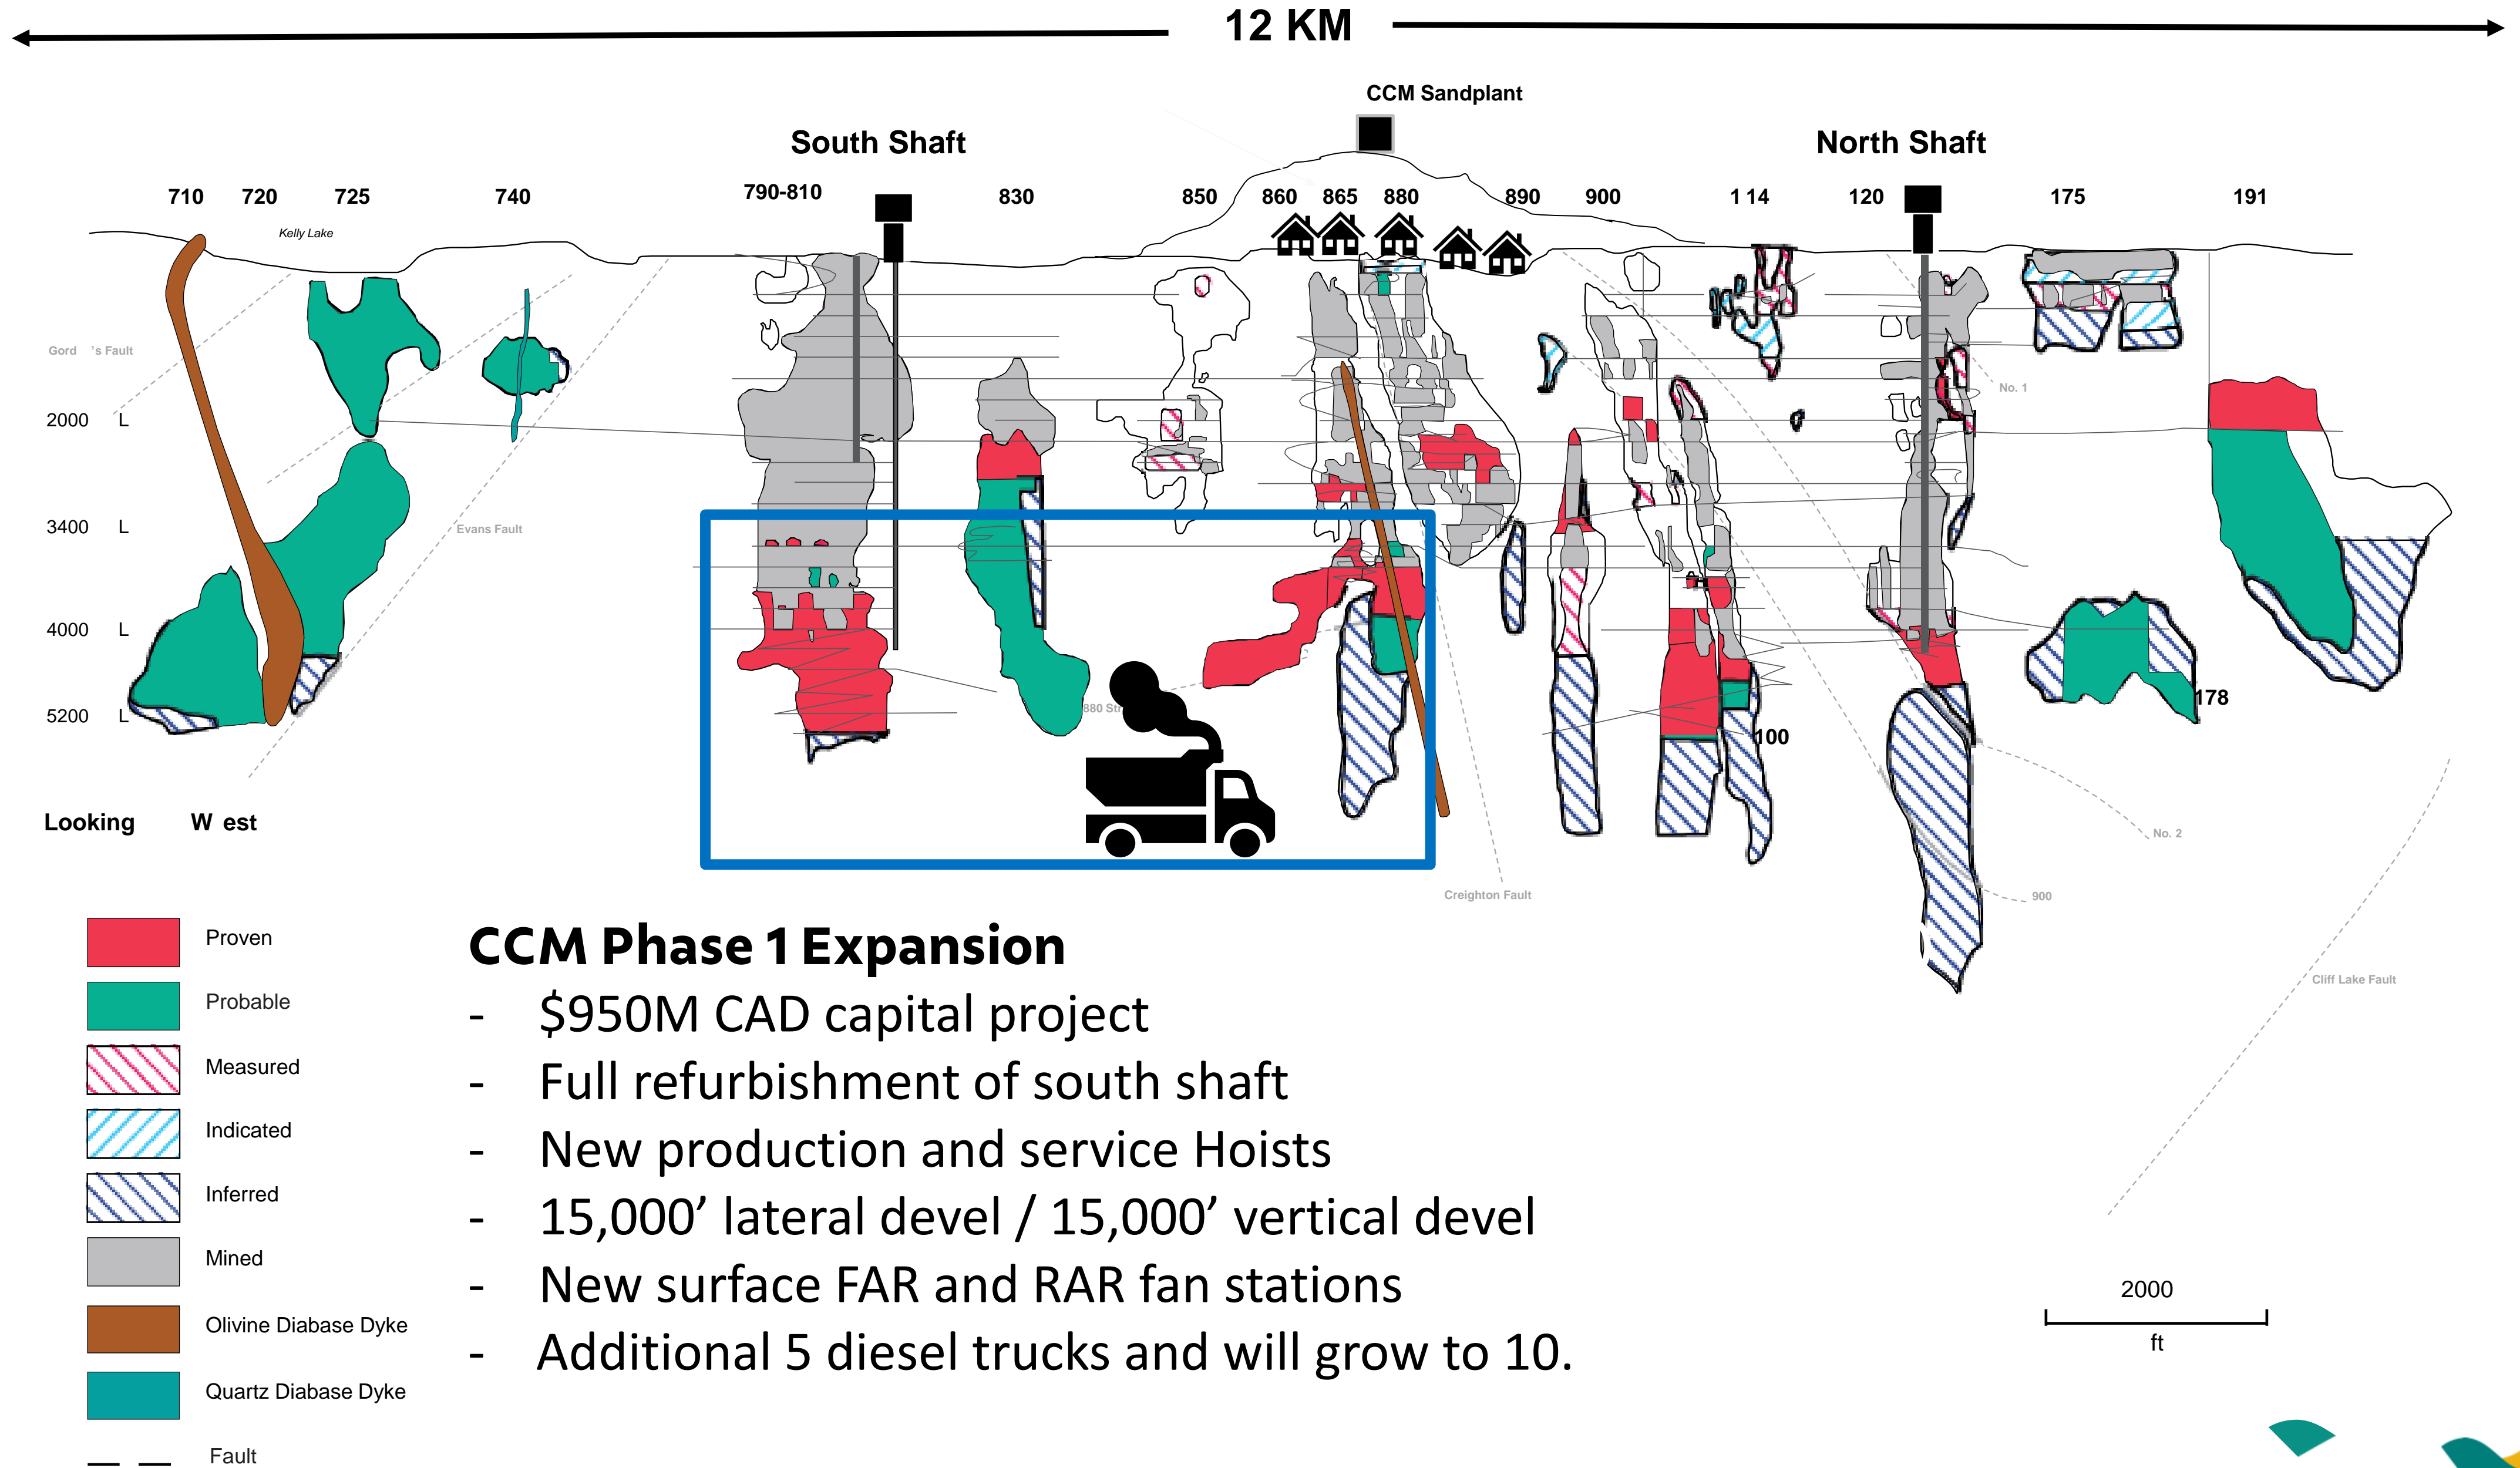 12 KM
CCM Sandplant
South Shaft
North Shaft
710 720 725 740 790-810 830 850 860 865 880 890 900 1 14 120 175 191
Kelly Lake
Gord 's Fault
No. 1
2000 L
3400 L
Evans Fault
4000 L
5200 L
880
178
100
Looking W est
No. 2
Creighton Fault
900
Cliff Lake Fault
Proven
Probable
Measured
Indicated
Inferred
Mined
Olivine Diabase Dyke
Quartz Diabase Dyke
Fault
CCM Phase 1 Expansion
- $950M CAD capital project
- Full refurbishment of south shaft
- New production and service Hoists
- 15,000’ lateral devel / 15,000’ vertical devel
- New surface FAR and RAR fan stations
- Additional 5 diesel trucks and will grow to 10.
2000
ft